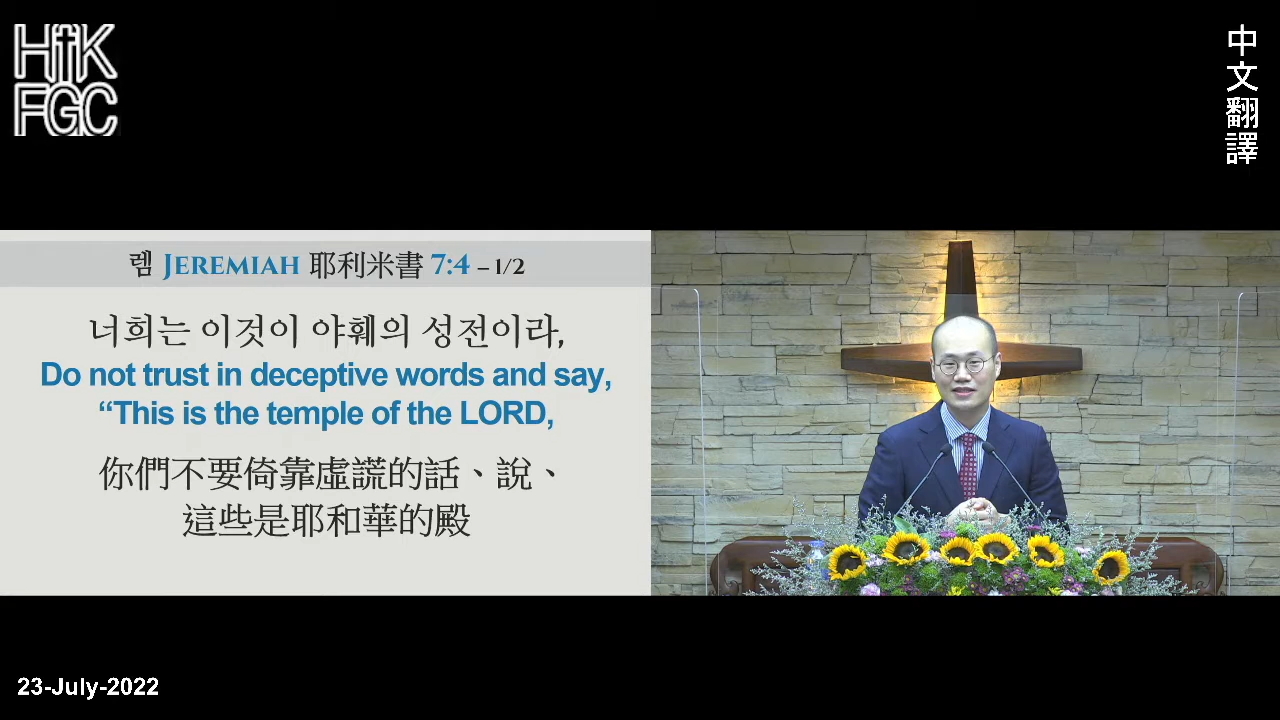 HK
FGC
中文翻譯
렘 JEREMIAH 耶利米書 7:4 – 1/2
너희는 이것이 야훼의 성전이라,
Do not trust in deceptive words and say,
“This is the temple of the LORD,
你們不要倚靠虛謊的話、說、
這些是耶和華的殿
23-July-2022